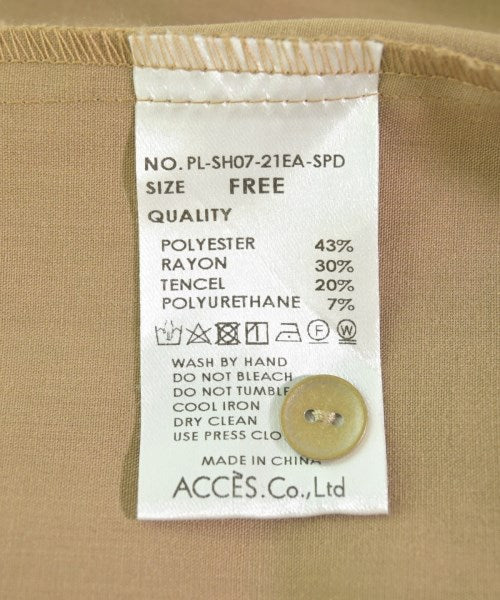 NO. PL-SH07-21EA-SPD
SIZE FREE
QUALITY
POLYESTER 43%
RAYON 30%
TENCEL 20%
POLYURETHANE 7%
F W
WASH BY HAND
DO NOT BLEACH
DO NOT TUMBLE
COOL IRON
DRY CLEAN
USE PRESS CLO
MADE IN CHINA
ACCÈS.Co.,Ltd